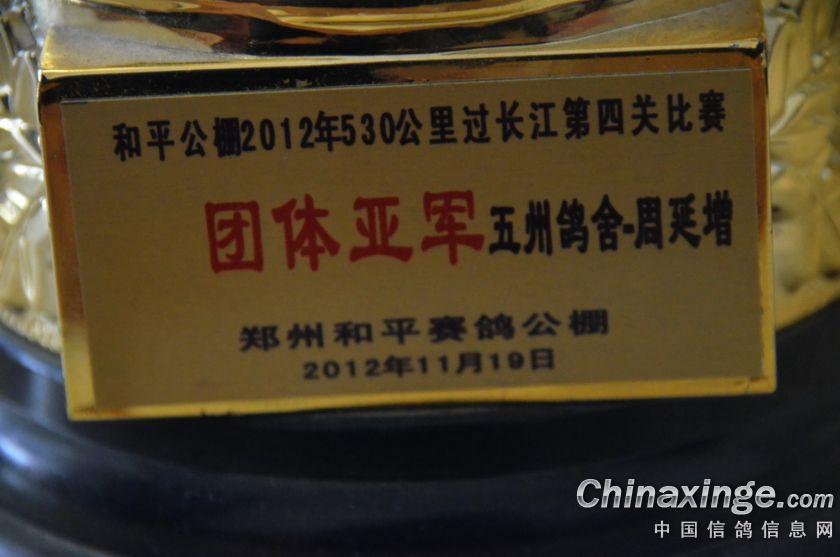 和平公棚2012年530公里过长江第四关比赛
团体亚军五州鸽舍-周延增
郑州和平赛鸽公棚
2012年11月19日
Chinaxinge.com
中国信鸽信息网